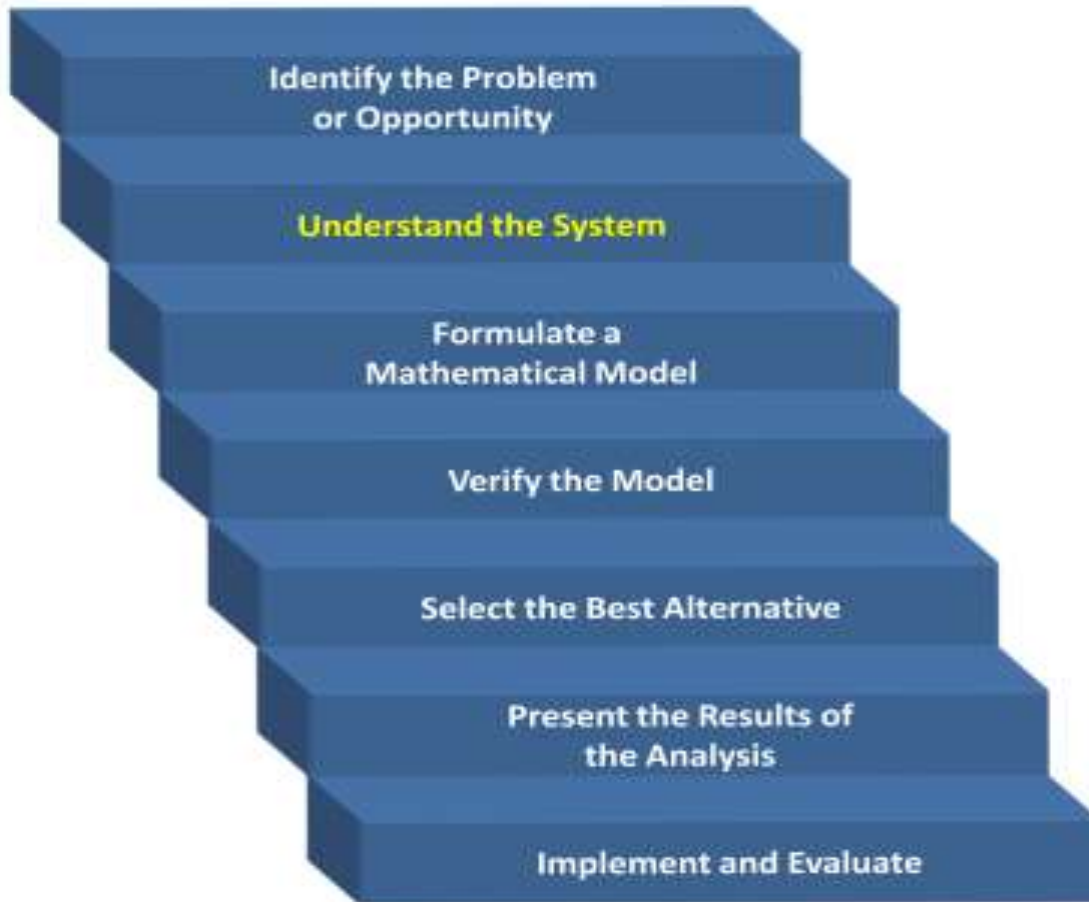 Identify the Problem
or Opportunity
Understand the System
Formulate a
Mathematical Model
Verify the Model
Select the Best Alternative
Present the Results of
the Analysis
Implement and Evaluate